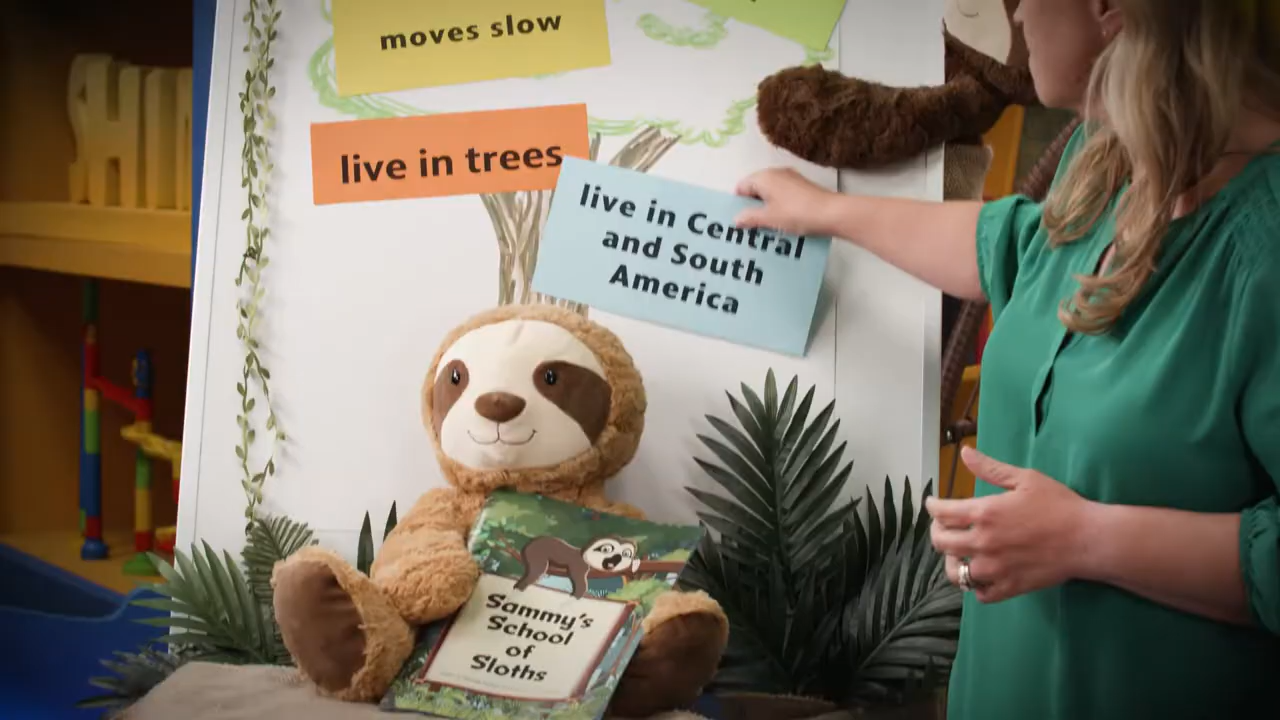 moves slow
live in trees
live in Central
and South
America
Sammy's
School
of
Sloths